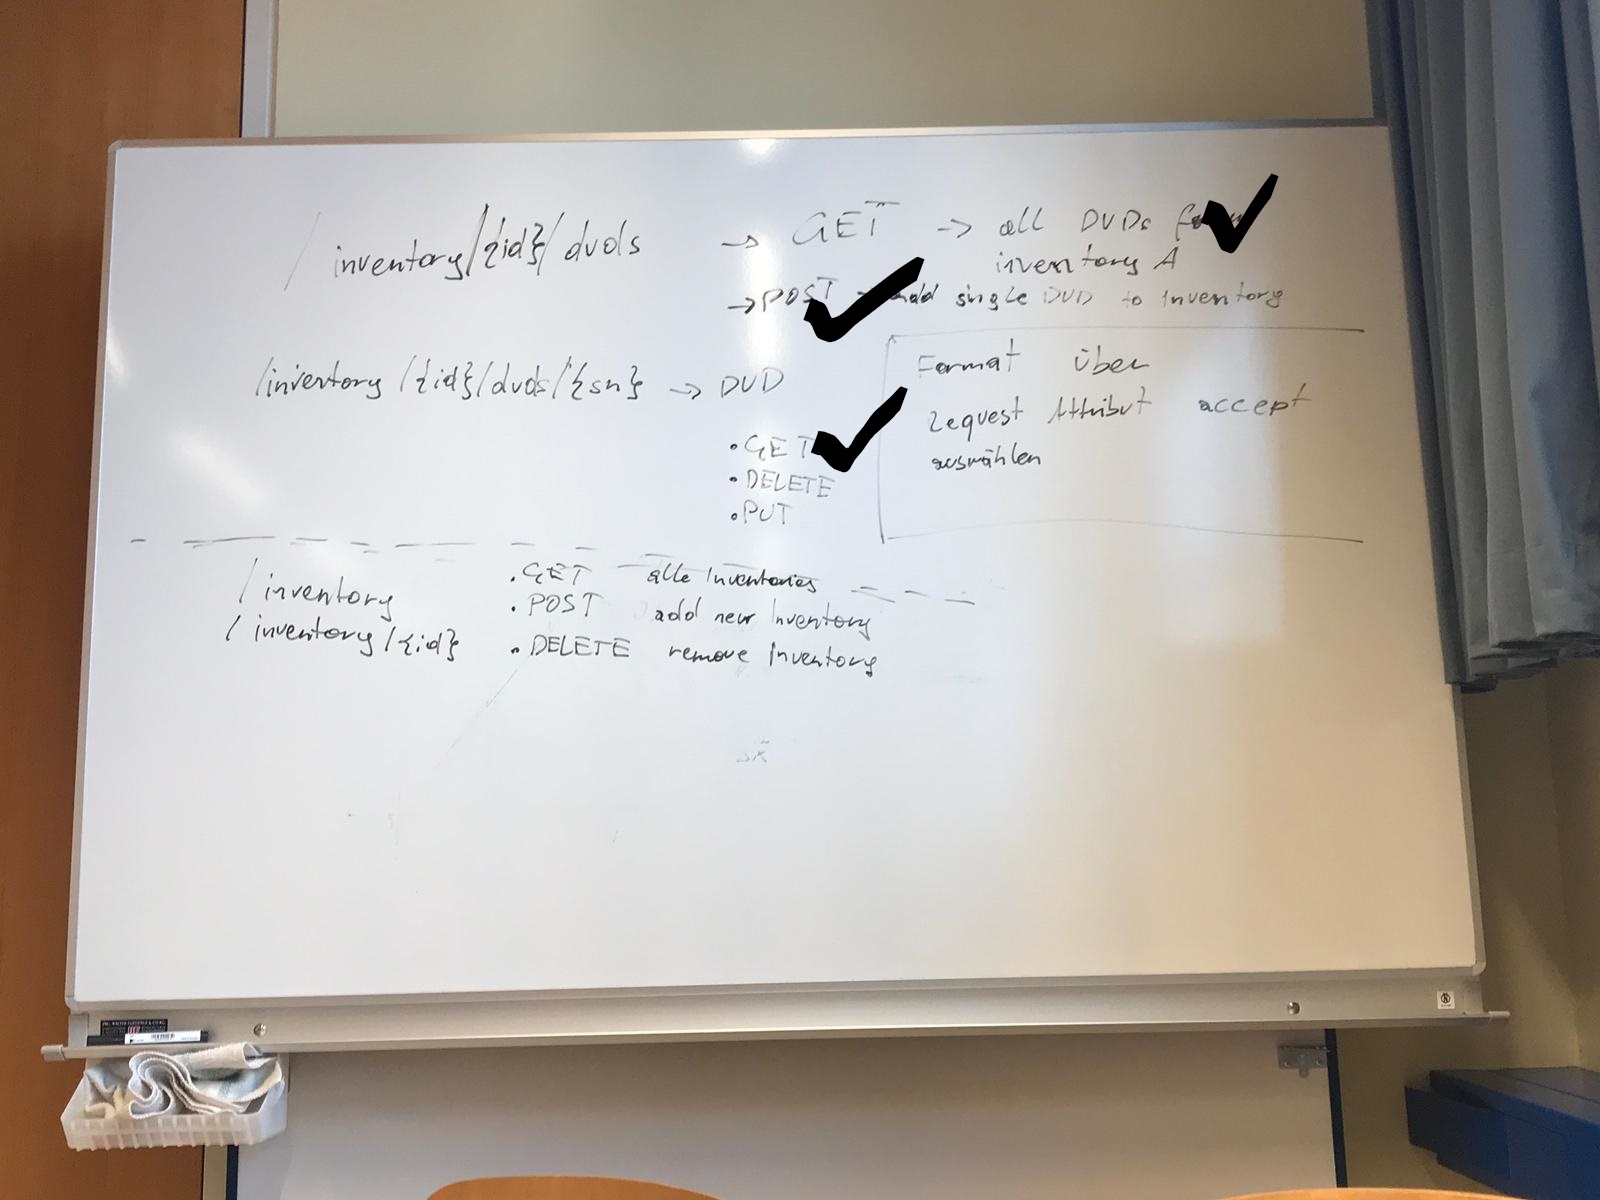 /inventory/{id}/dvds → GET → all DVDs
inventory A
→ POST → add single DVD to Inventory
/inventory/{id}/dvds/{sn} → DVD
• GET
• DELETE
• PUT
Format über
Request Attribut accept
auswählen
/inventory • GET alle Inventories
• POST add new Inventory
/inventory/{id} • DELETE remove Inventory